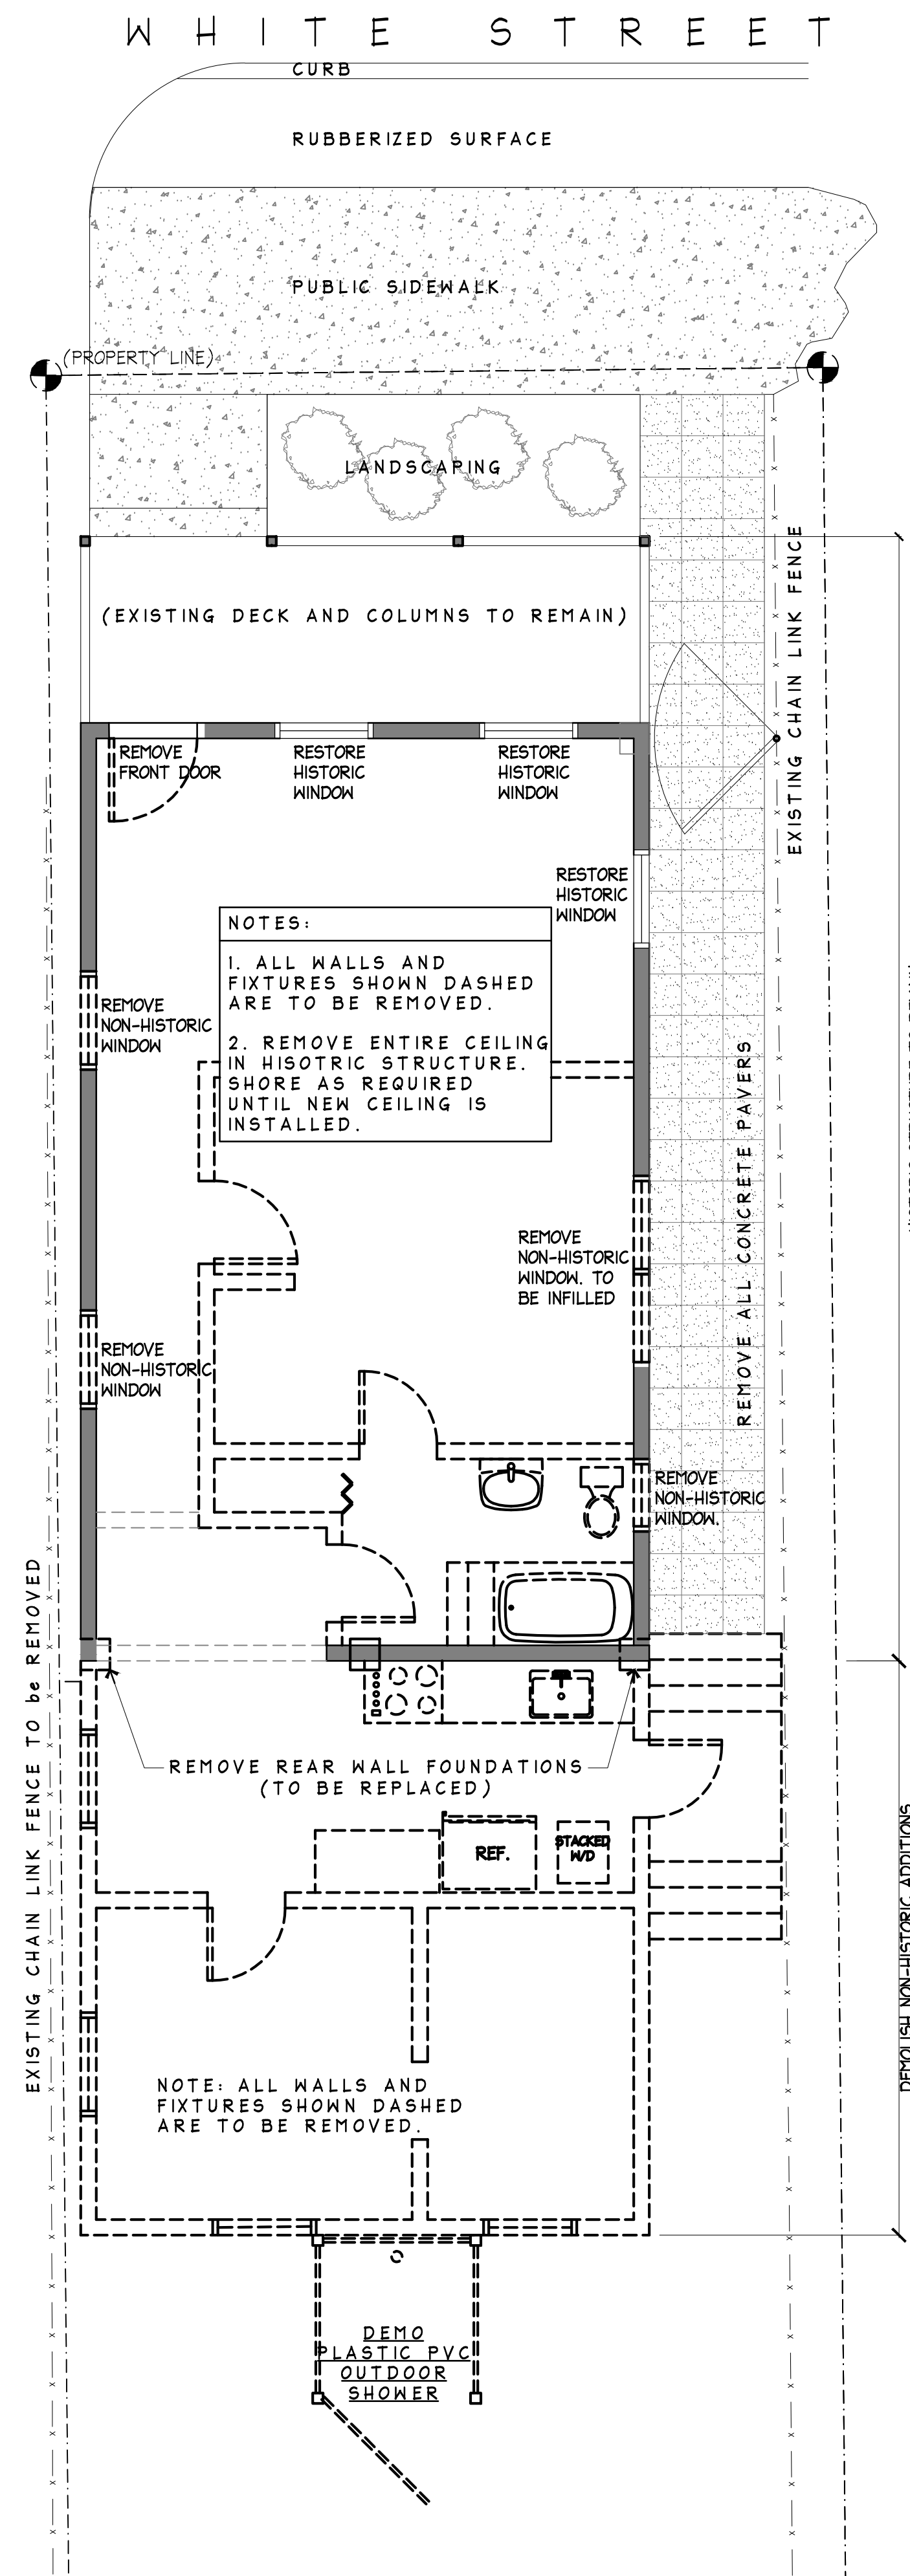 WHITE STREET
CURB
RUBBERIZED SURFACE
PUBLIC SIDEWALK
(PROPERTY LINE)
LANDSCAPING
EXISTING CHAIN LINK FENCE
(EXISTING DECK AND COLUMNS TO REMAIN)
REMOVE
FRONT DOOR
RESTORE
HISTORIC
WINDOW
RESTORE
HISTORIC
WINDOW
RESTORE
HISTORIC
WINDOW
NOTES:
1. ALL WALLS AND
FIXTURES SHOWN DASHED
ARE TO BE REMOVED.
2. REMOVE ENTIRE CEILING
IN HISOTRIC STRUCTURE.
SHORE AS REQUIRED
UNTIL NEW CEILING IS
INSTALLED.
REMOVE
NON-HISTORIC
WINDOW
REMOVE ALL CONCRETE PAVERS
REMOVE
NON-HISTORIC
WINDOW. TO
BE INFILLED
REMOVE
NON-HISTORIC
WINDOW
REMOVE
NON-HISTORIC
WINDOW.
EXISTING CHAIN LINK FENCE TO be REMOVED
REMOVE REAR WALL FOUNDATIONS
(TO BE REPLACED)
REF.
STACKED
W/D
DEMOLISH NON-HISTORIC ADDITIONS
NOTE: ALL WALLS AND
FIXTURES SHOWN DASHED
ARE TO BE REMOVED.
DEMO
PLASTIC PVC
OUTDOOR
SHOWER